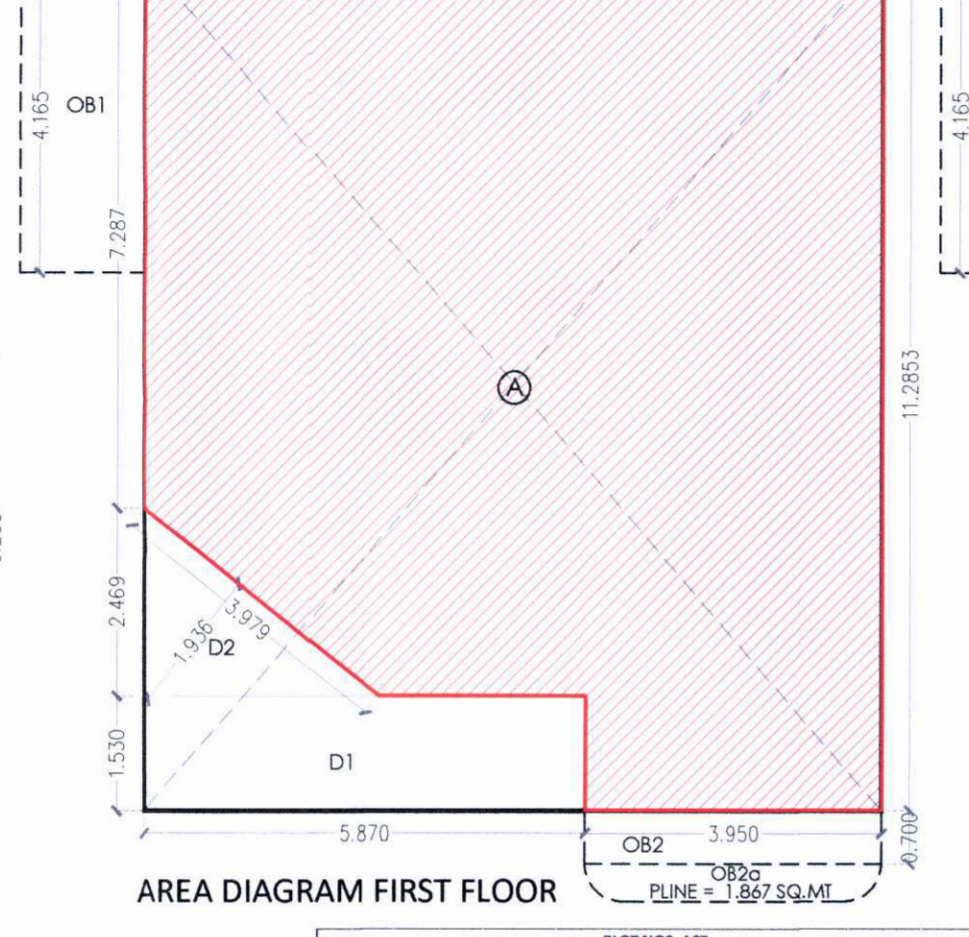 4.165
OB1
4.165
7.287
11.2853
A
2.469
3.979
1.936
D2
1.530
D1
5.870
3.950
0.700
OB2
OB2a
PLINE = 1.867 SQ.MT
AREA DIAGRAM FIRST FLOOR